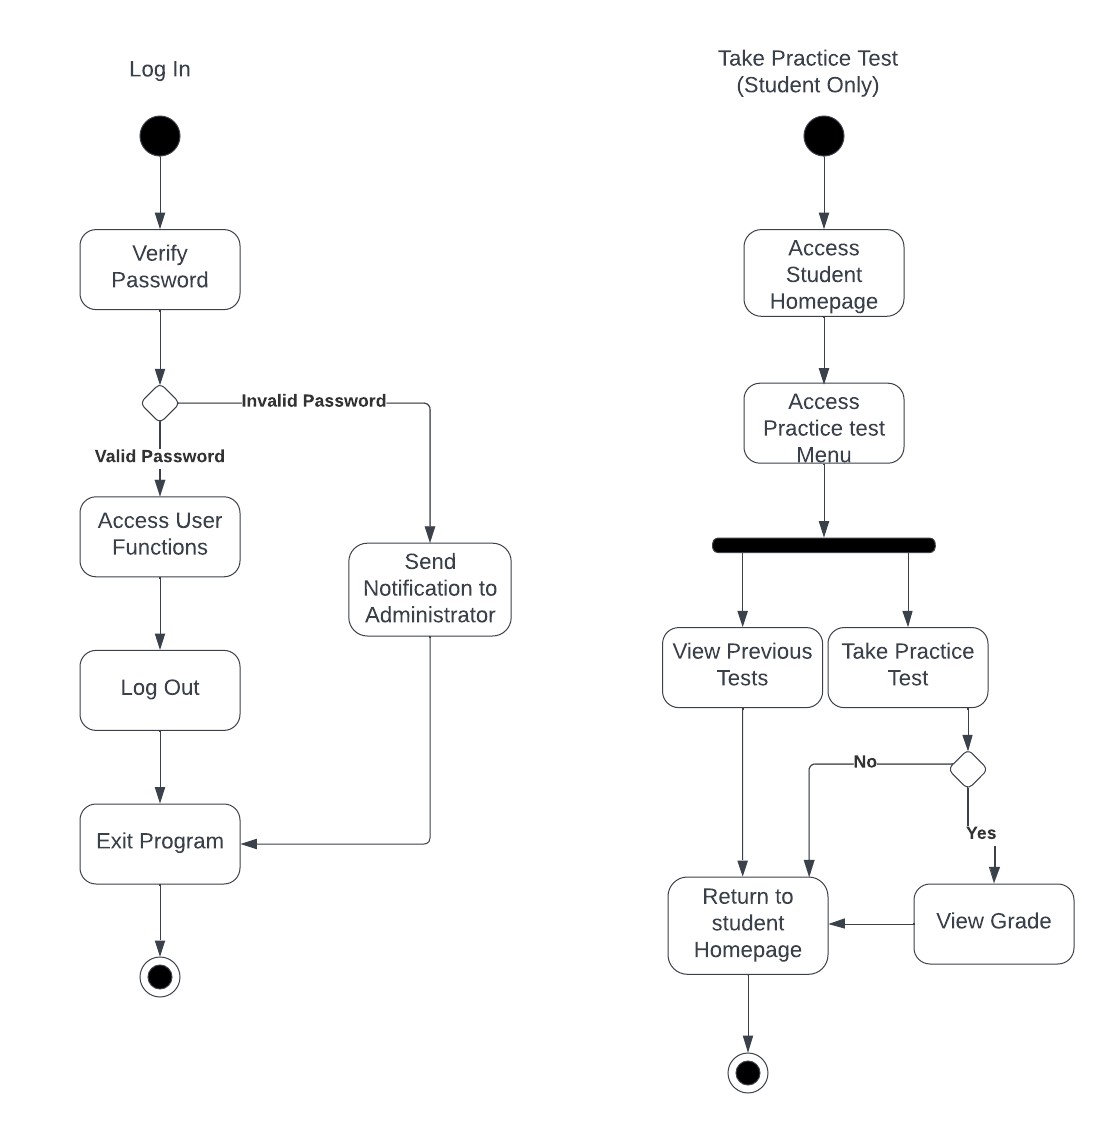 Log In
Verify
Password
Invalid Password
Valid Password
Access User
Functions
Send
Notification to
Administrator
Log Out
Exit Program
Take Practice Test
(Student Only)
Access
Student
Homepage
Access
Practice test
Menu
View Previous
Tests
Take Practice
Test
No
Yes
Return to
student
Homepage
View Grade